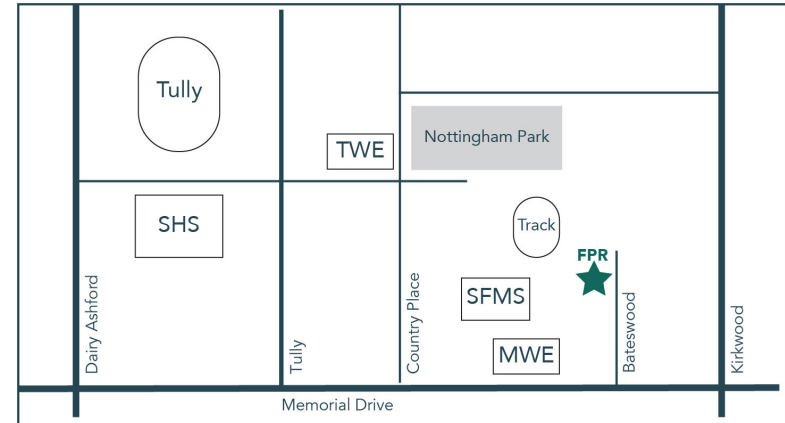 Tully
TWE
Nottingham Park
SHS
Track
FPR
SFMS
MWE
Dairy Ashford
Tully
Country Place
Bateswood
Kirkwood
Memorial Drive